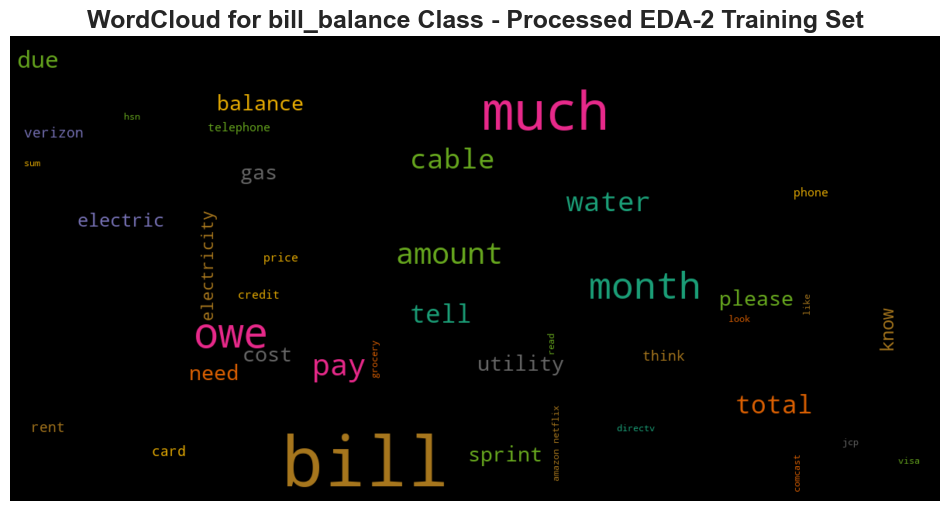 WordCloud for bill_balance Class - Processed EDA-2 Training Set
due
balance
much
hsn
telephone
verizon
cable
sum
gas
phone
water
electric
electricity
amount
price
month
credit
please
like
tell
look
know
owe
read
cost
think
utility
pay
grocery
need
total
rent
directv
bill
jcp
card
sprint
amazon netflix
comcast
visa